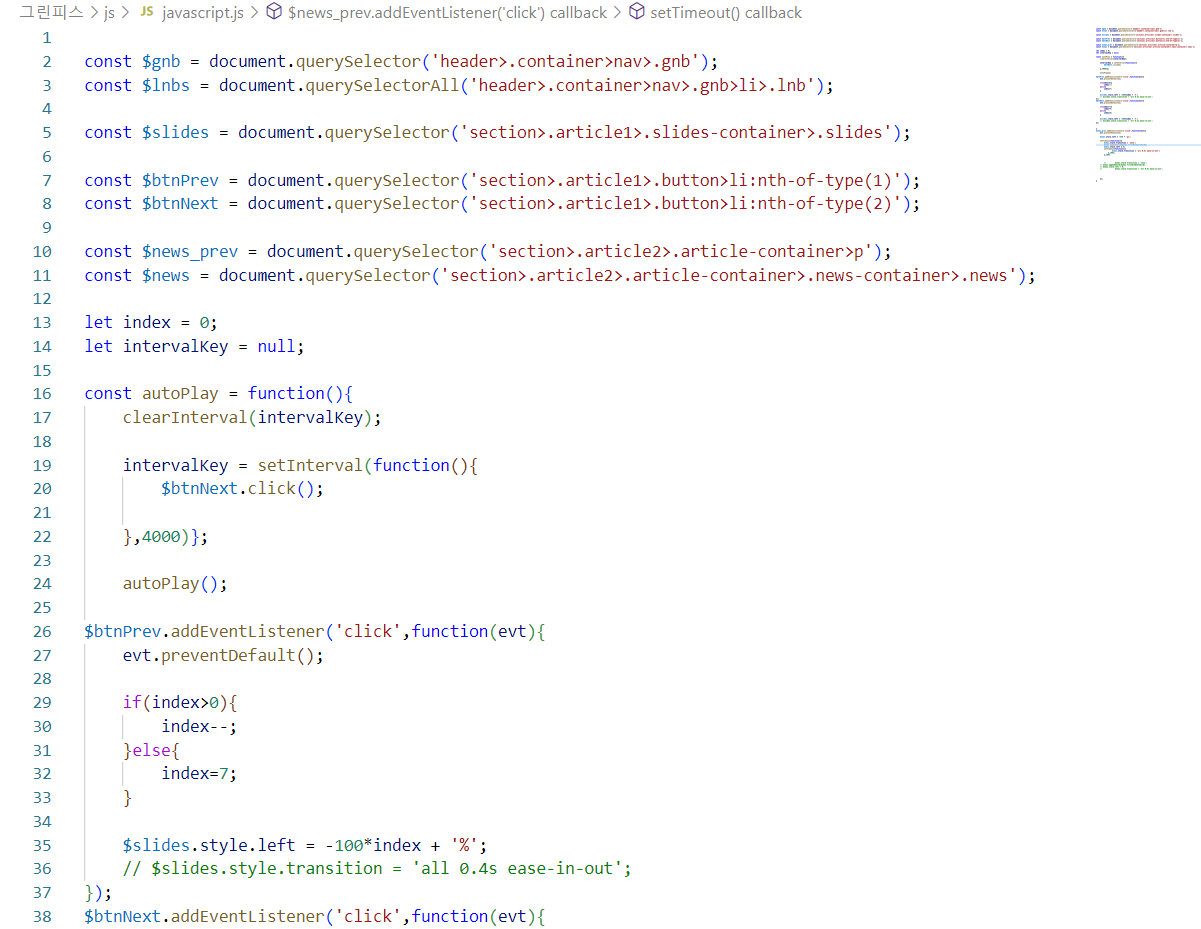 그린피스 > js > JS javascript.js > $news_prev.addEventListener('click') callback > setTimeout() callback
1
2 const $gnb = document.querySelector('header>.container>nav>.gnb');
3 const $lnbs = document.querySelectorAll('header>.container>nav>.gnb>li>.lnb');
4
5 const $slides = document.querySelector('section>.article1>.slides-container>.slides');
6
7 const $btnPrev = document.querySelector('section>.article1>.button>li:nth-of-type(1)');
8 const $btnNext = document.querySelector('section>.article1>.button>li:nth-of-type(2)');
9
10 const $news_prev = document.querySelector('section>.article2>.article-container>p');
11 const $news = document.querySelector('section>.article2>.article-container>.news-container>.news');
12
13 let index = 0;
14 let intervalKey = null;
15
16 const autoPlay = function(){
17     clearInterval(intervalKey);
18
19     intervalKey = setInterval(function(){
20         $btnNext.click();
21
22     },4000)};
23
24     autoPlay();
25
26 $btnPrev.addEventListener('click',function(evt){
27     evt.preventDefault();
28
29     if(index>0){
30         index--;
31     }else{
32         index=7;
33     }
34
35     $slides.style.left = -100*index + '%';
36     // $slides.style.transition = 'all 0.4s ease-in-out';
37 });
38 $btnNext.addEventListener('click',function(evt){